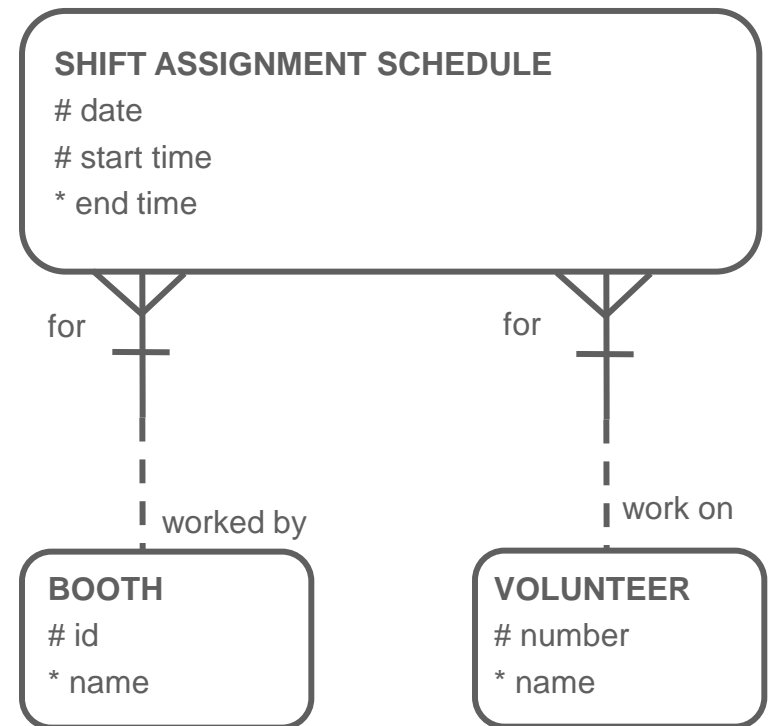 SHIFT ASSIGNMENT SCHEDULE
# date
# start time
* end time
for
for
worked by
work on
BOOTH
# id
* name
VOLUNTEER
# number
* name